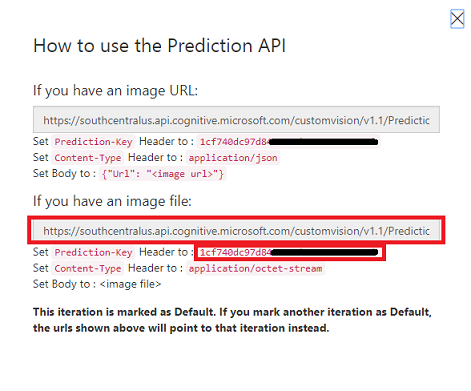 How to use the Prediction API
If you have an image URL:
https://southcentralus.api.cognitive.microsoft.com/customvision/v1.1/Predictic
Set Prediction-Key Header to : 1cf740dc97d84
Set Content-Type Header to : application/json
Set Body to : {"Url": "<image url>"}
If you have an image file:
https://southcentralus.api.cognitive.microsoft.com/customvision/v1.1/Predictic
Set Prediction-Key Header to : 1cf740dc97d84
Set Content-Type Header to : application/octet-stream
Set Body to : <image file>
This iteration is marked as Default. If you mark another iteration as Default,
the urls shown above will point to that iteration instead.